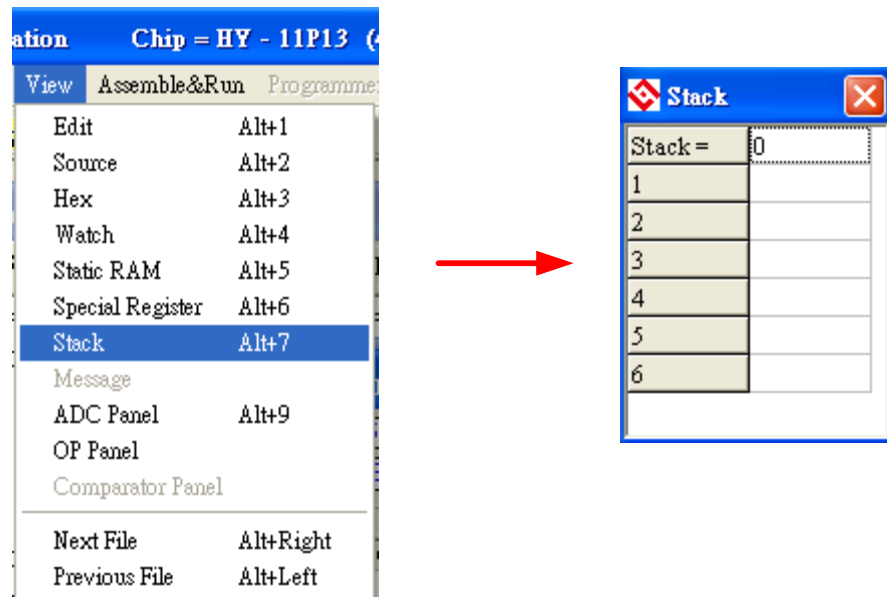 ation Chip = HY - 11P13 (
View Assemble&Run Programme
Edit Alt+1
Source Alt+2
Hex Alt+3
Watch Alt+4
Static RAM Alt+5
Special Register Alt+6
Stack Alt+7
Message
ADC Panel Alt+9
OP Panel
Comparator Panel
Next File Alt+Right
Previous File Alt+Left
Stack
Stack = 0
1
2
3
4
5
6